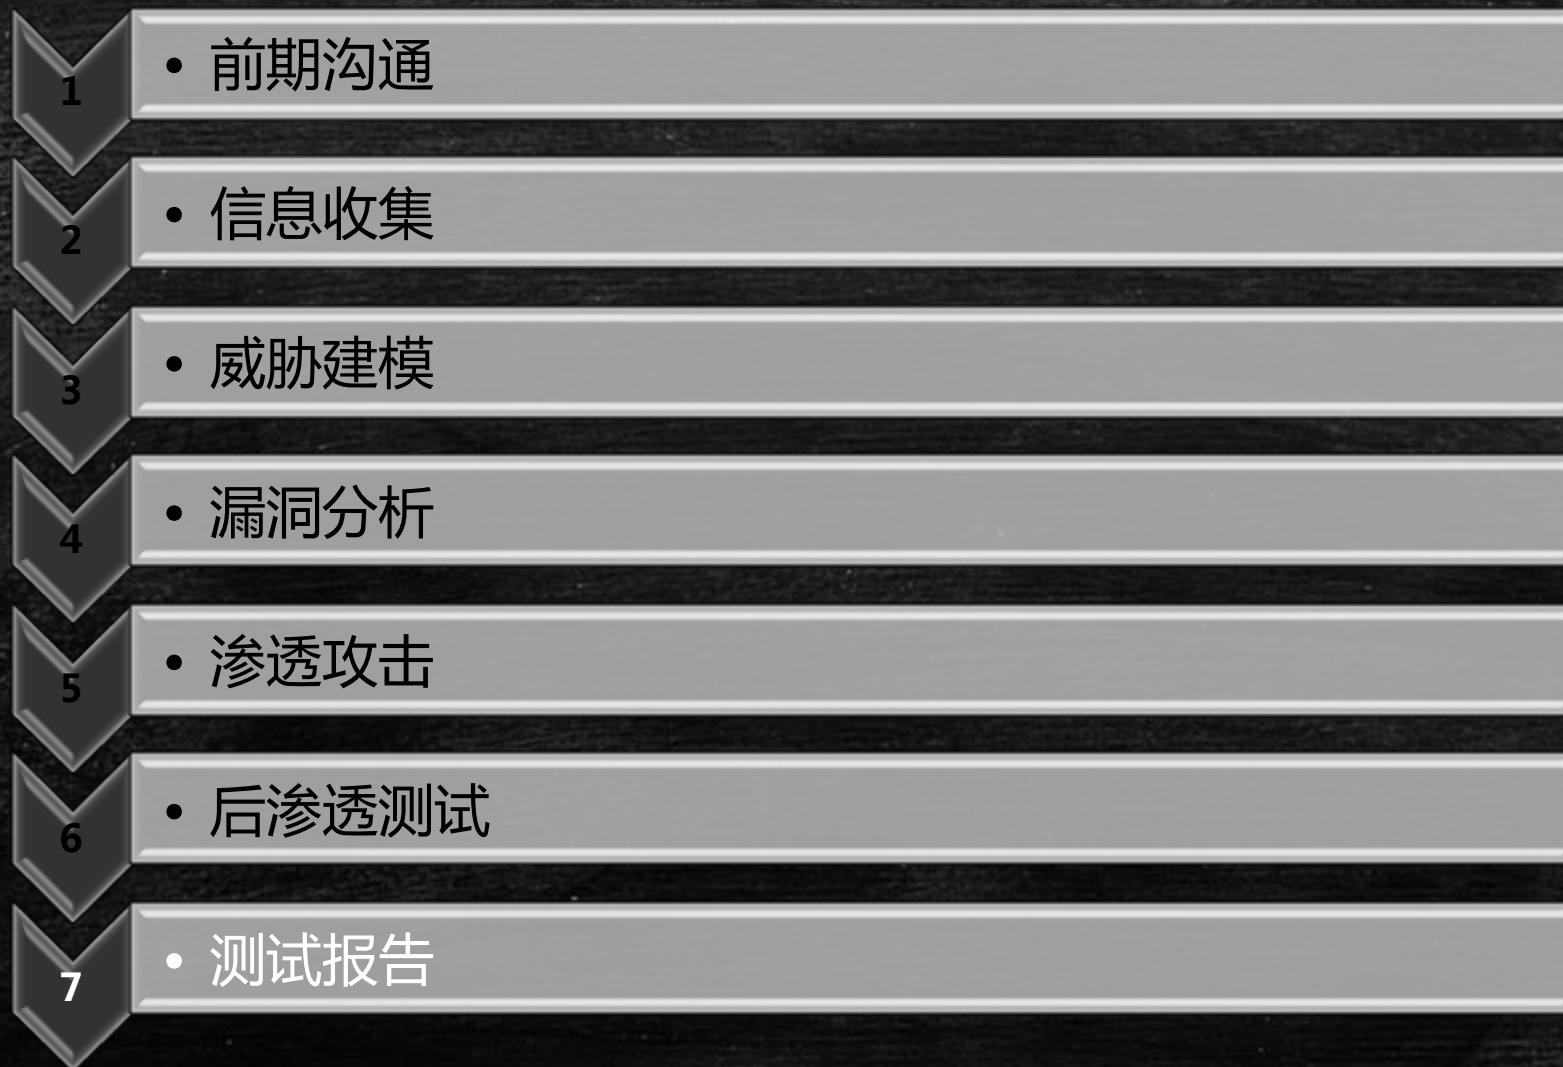 1
• 前期沟通
2
• 信息收集
3
• 威胁建模
4
• 漏洞分析
5
• 渗透攻击
6
• 后渗透测试
7
• 测试报告